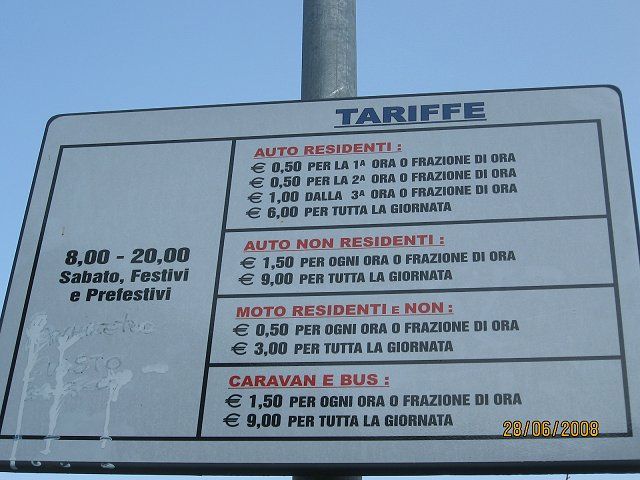 TARIFFE
8,00 - 20,00
Sabato, Festivi
e Prefestivi
AUTO RESIDENTI :
€ 0,50 PER LA 1ᴬ ORA O FRAZIONE DI ORA
€ 0,50 PER LA 2ᴬ ORA O FRAZIONE DI ORA
€ 1,00 DALLA 3ᴬ ORA O FRAZIONE DI ORA
€ 6,00 PER TUTTA LA GIORNATA
AUTO NON RESIDENTI :
€ 1,50 PER OGNI ORA O FRAZIONE DI ORA
€ 9,00 PER TUTTA LA GIORNATA
MOTO RESIDENTI E NON :
€ 0,50 PER OGNI ORA O FRAZIONE DI ORA
€ 3,00 PER TUTTA LA GIORNATA
CARAVAN E BUS :
€ 1,50 PER OGNI ORA O FRAZIONE DI ORA
€ 9,00 PER TUTTA LA GIORNATA
28/06/2008